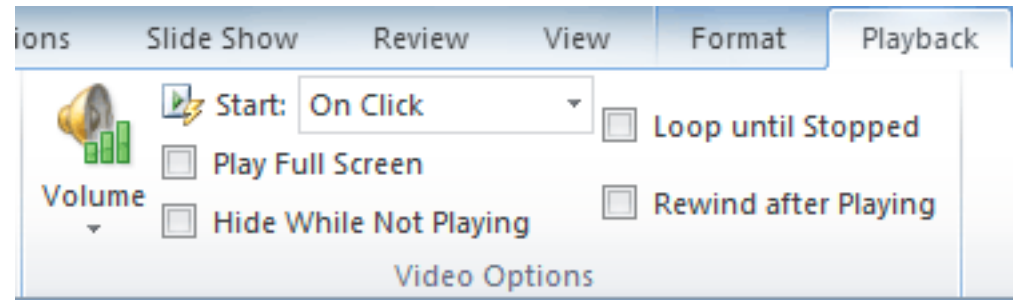 ions Slide Show Review View Format Playback
Start: On Click
Loop until Stopped
Play Full Screen
Volume
Rewind after Playing
Hide While Not Playing
Video Options